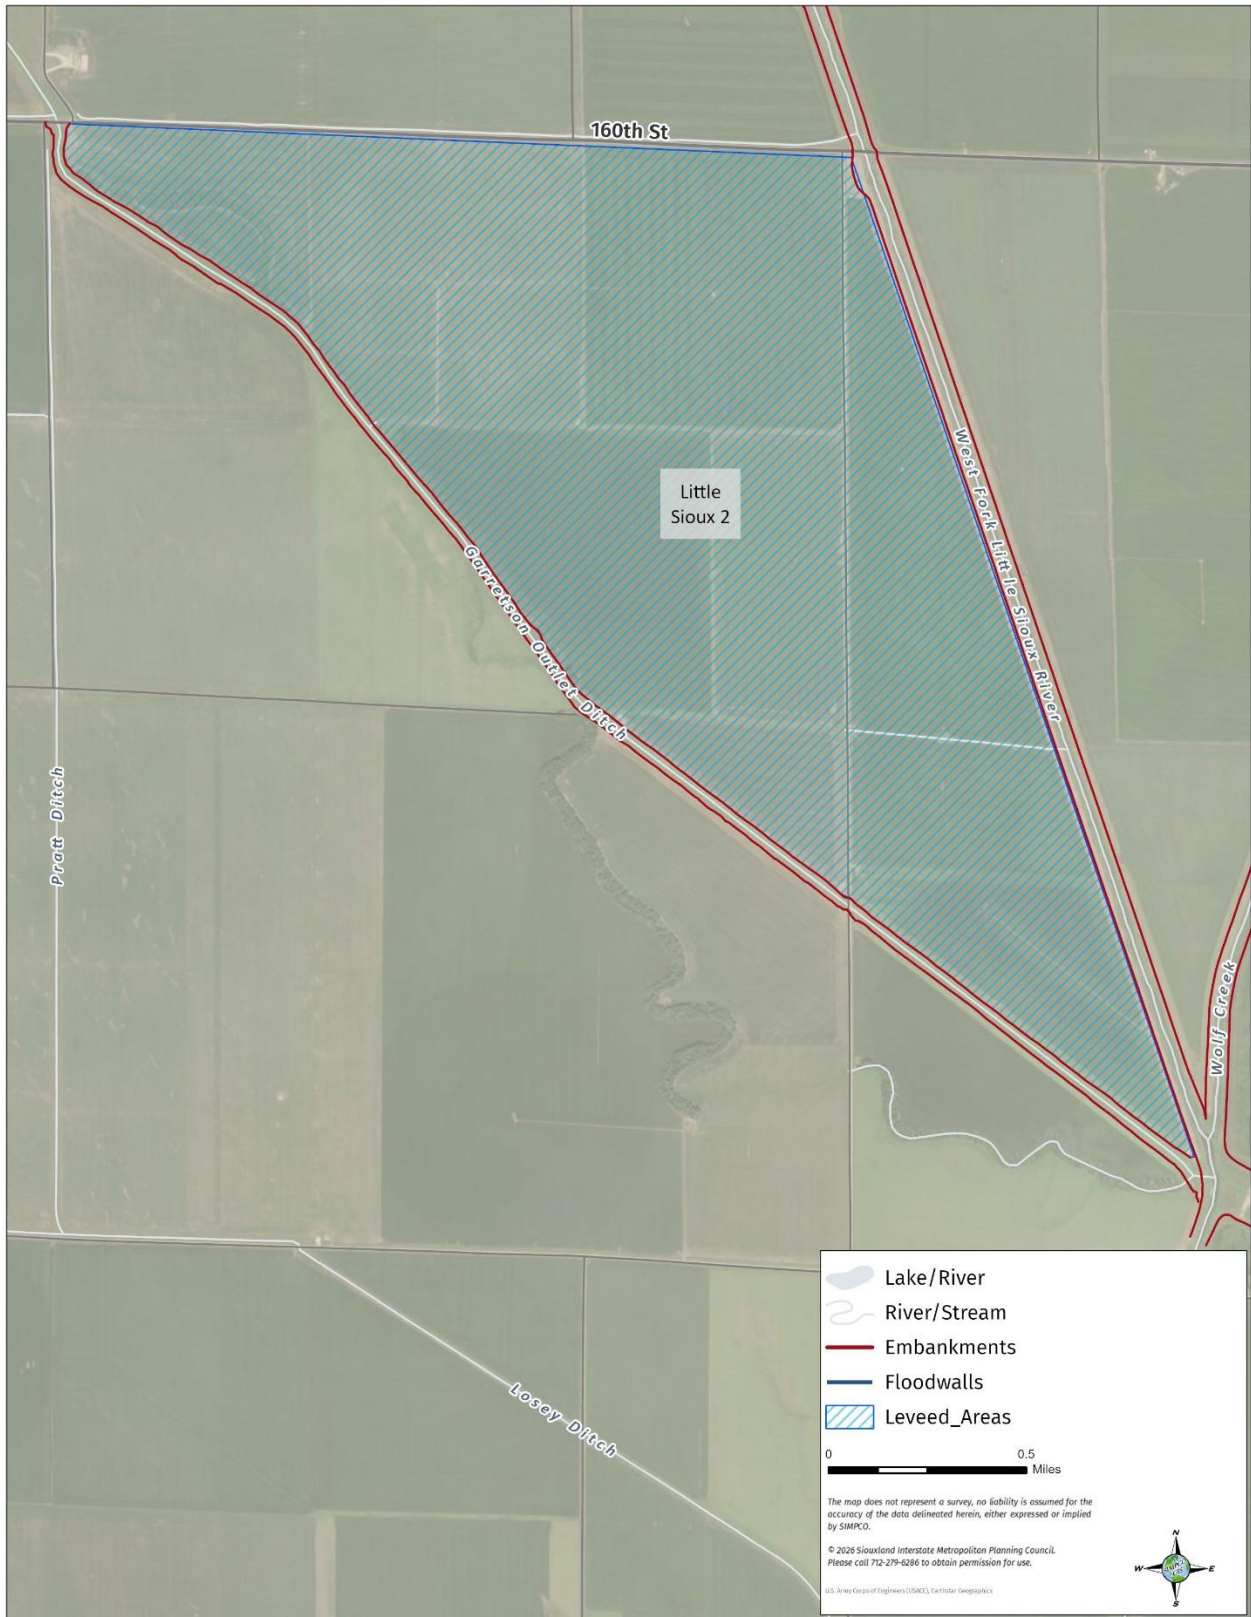 160th St
Little
Sioux 2
West Fork Little Sioux River
Garretson Outlet Ditch
Pratt Ditch
Wolf Creek
Losey Ditch
Lake/River
River/Stream
Embankments
Floodwalls
Leveed_Areas
0 0.5
Miles
The map does not represent a survey, no liability is assumed for the
accuracy of the data delineated herein, either expressed or implied
by SIMPCO.
© 2026 Siouxland Interstate Metropolitan Planning Council.
Please call 712-279-6286 to obtain permission for use.
U.S. Army Corps of Engineers (USACE), Earthstar Geographics
N
W E
S